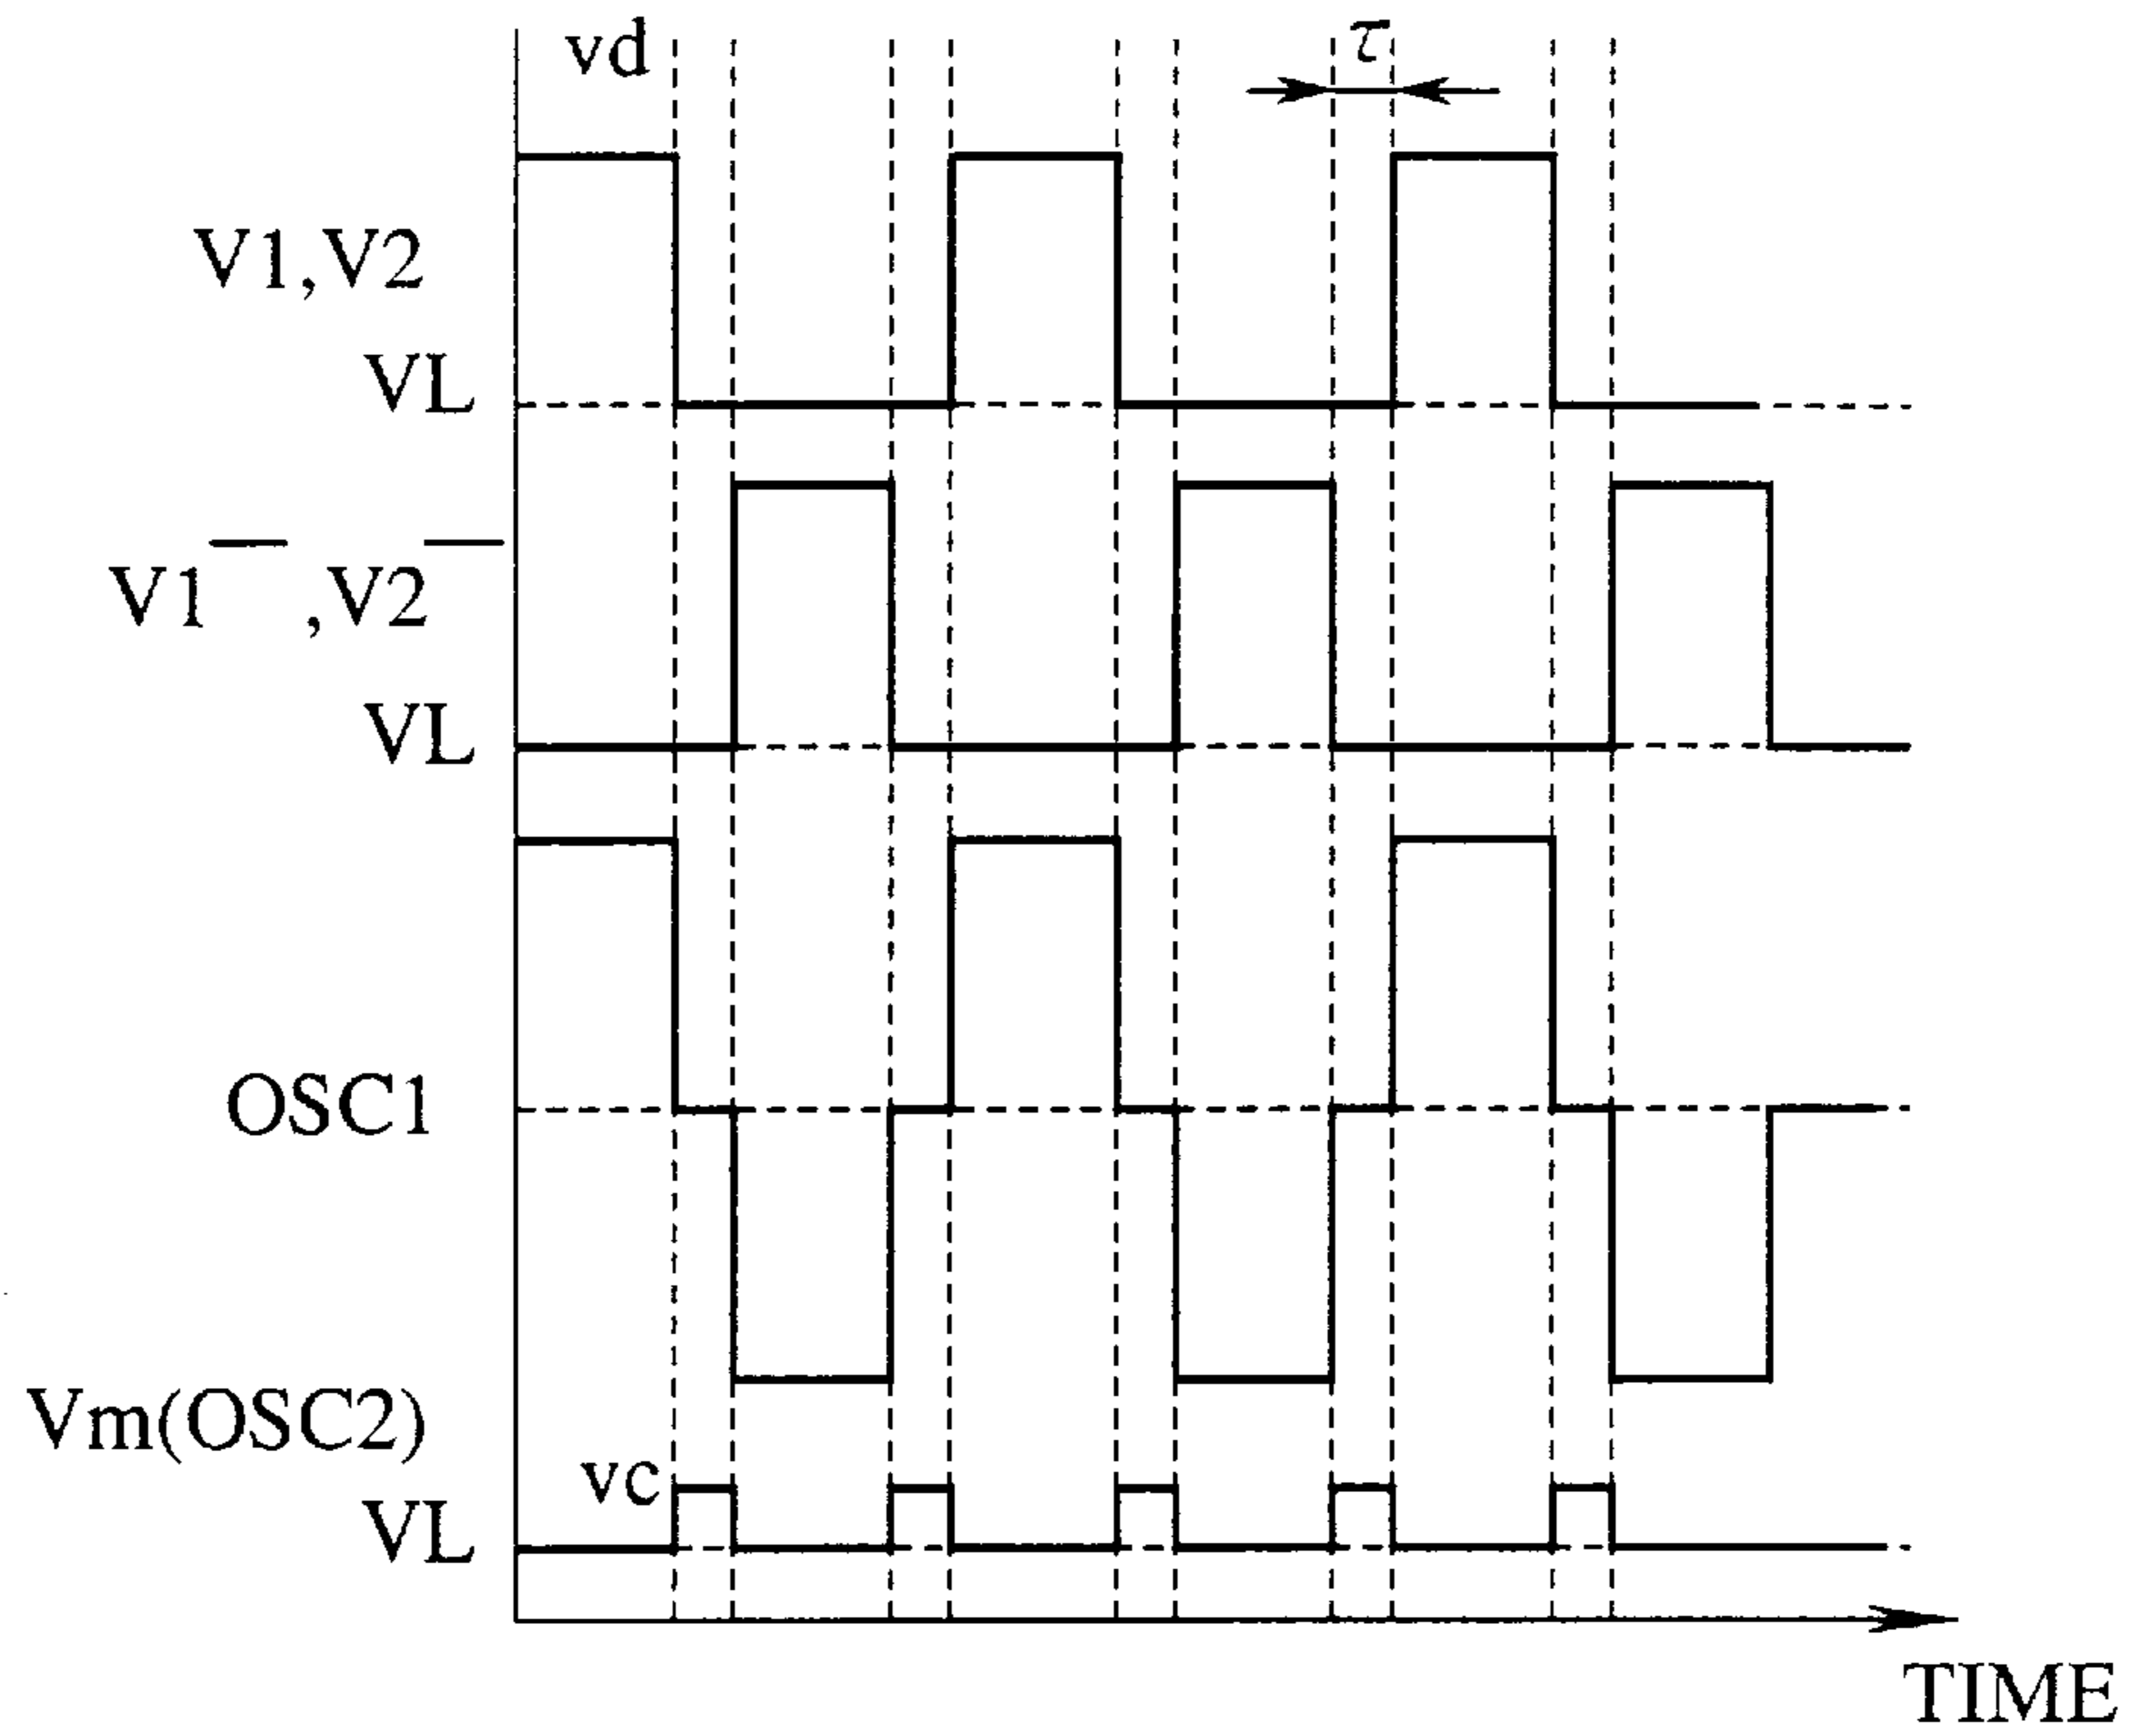 vd
τ
V1,V2
VL
V1‾ ,V2‾
VL
OSC1
Vm(OSC2)
vc
VL
TIME